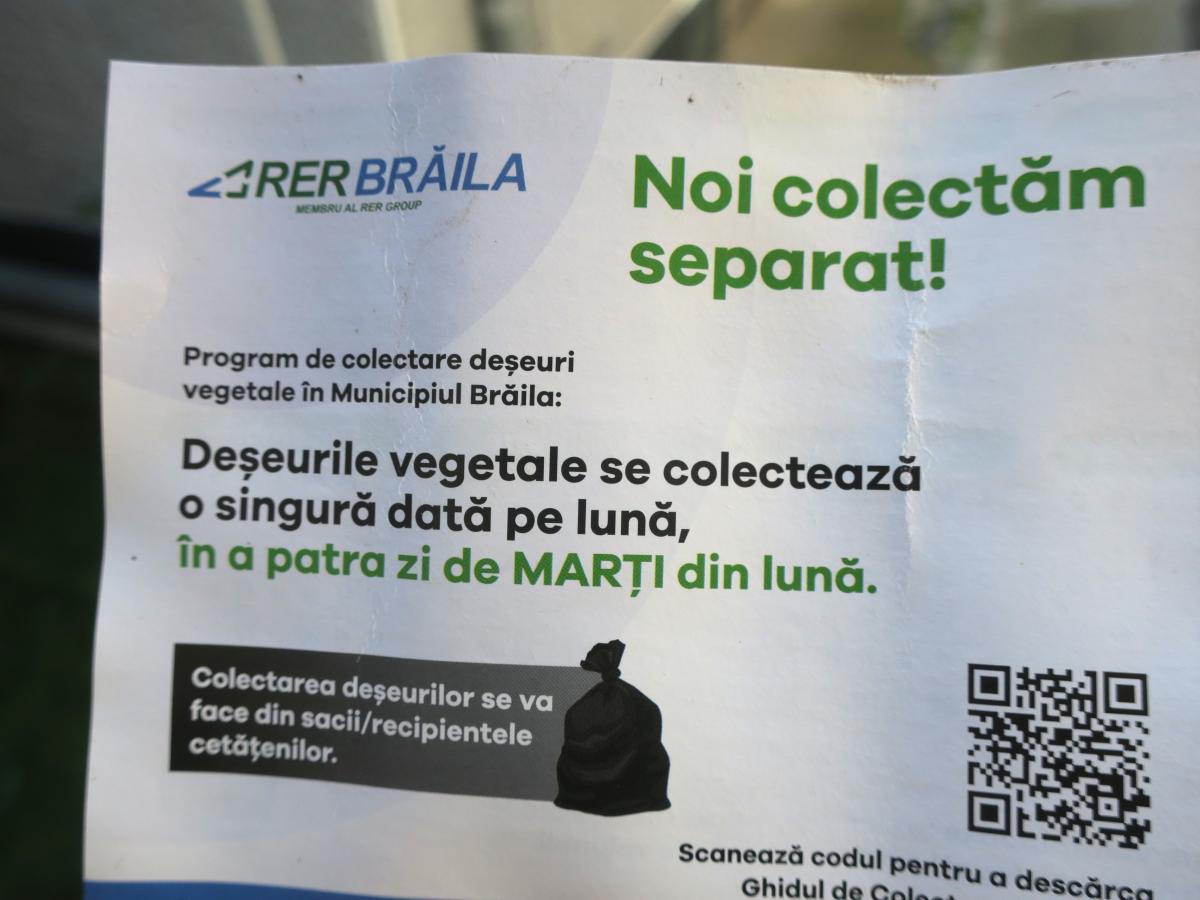 RER BRĂILA
MEMBRU AL RER GROUP
Noi colectăm
separat!
Program de colectare deșeuri
vegetale în Municipiul Brăila:
Deșeurile vegetale se colectează
o singură dată pe lună,
în a patra zi de MARȚI din lună.
Colectarea deșeurilor se va
face din sacii/recipientele
cetățenilor.
Scanează codul pentru a descărca
Ghidul de